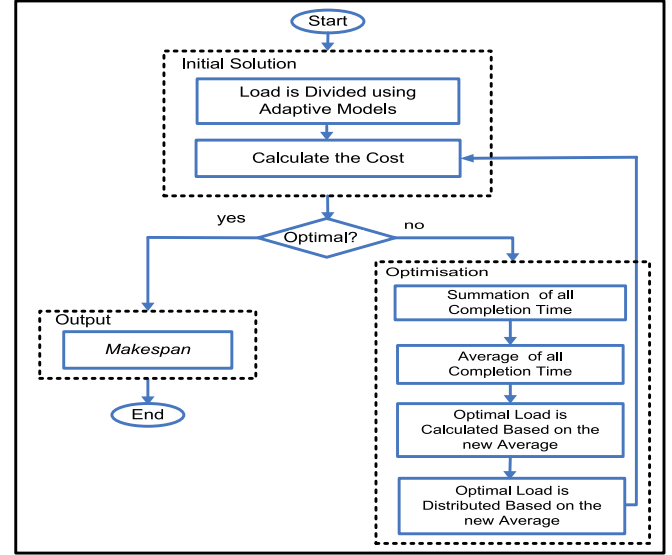 Start
Initial Solution
Load is Divided using
Adaptive Models
Calculate the Cost
yes
Optimal?
no
Output
Makespan
End
Optimisation
Summation of all
Completion Time
Average of all
Completion Time
Optimal Load is
Calculated Based on the
new Average
Optimal Load is
Distributed Based on the
new Average